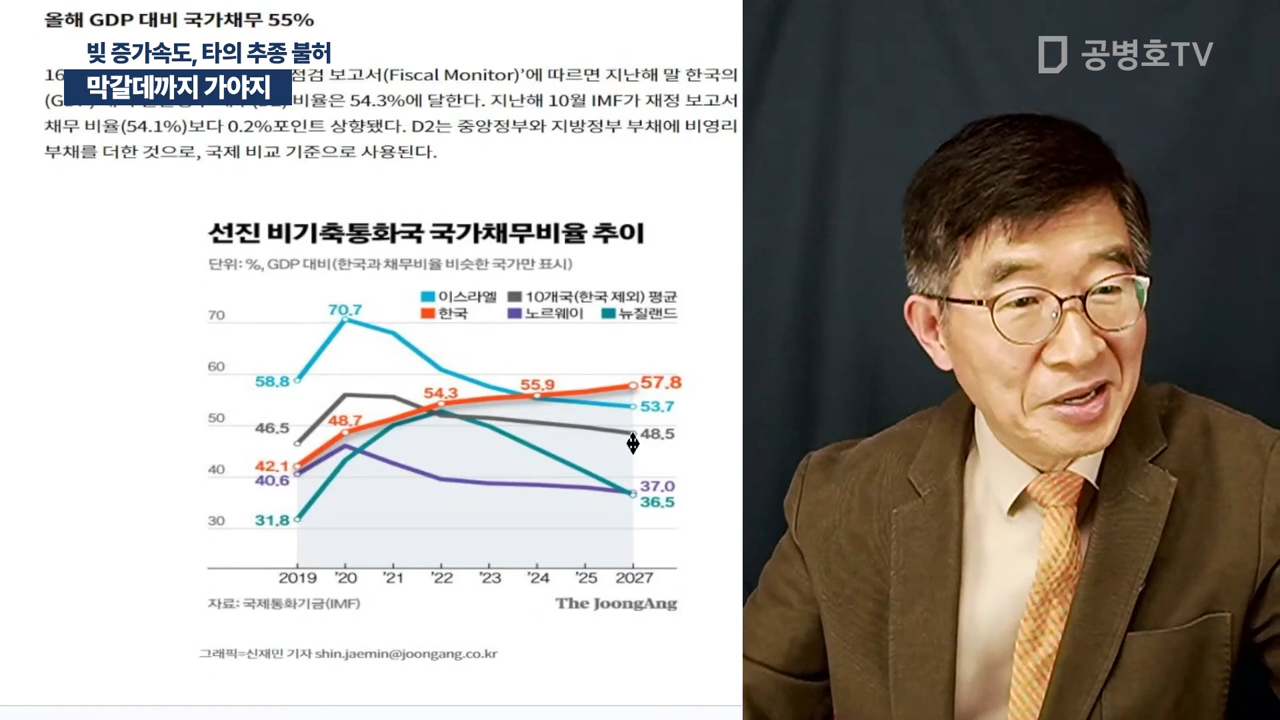 올해 GDP 대비 국가채무 55%
빚 증가속도, 타의 추종 불허
막갈데까지 가야지
16 점검 보고서(Fiscal Monitor)’에 따르면 지난해 말 한국의
비율은 54.3%에 달한다. 지난해 10월 IMF가 재정 보고서
채무 비율(54.1%)보다 0.2%포인트 상향됐다. D2는 중앙정부와 지방정부 부채에 비영리
부채를 더한 것으로, 국제 비교 기준으로 사용된다.
공병호TV
선진 비기축통화국 국가채무비율 추이
단위: %, GDP 대비(한국과 채무비율 비슷한 국가만 표시)
이스라엘 10개국(한국 제외) 평균
한국 노르웨이 뉴질랜드
70
60
50
40
30
70.7
58.8
46.5
42.1
40.6
31.8
48.7
54.3
55.9
57.8
53.7
48.5
37.0
36.5
2019 ’20 ’21 ’22 ’23 ’24 ’25 2027
자료: 국제통화기금(IMF) The JoongAng
그래픽=신재민 기자 shin.jaemin@joongang.co.kr